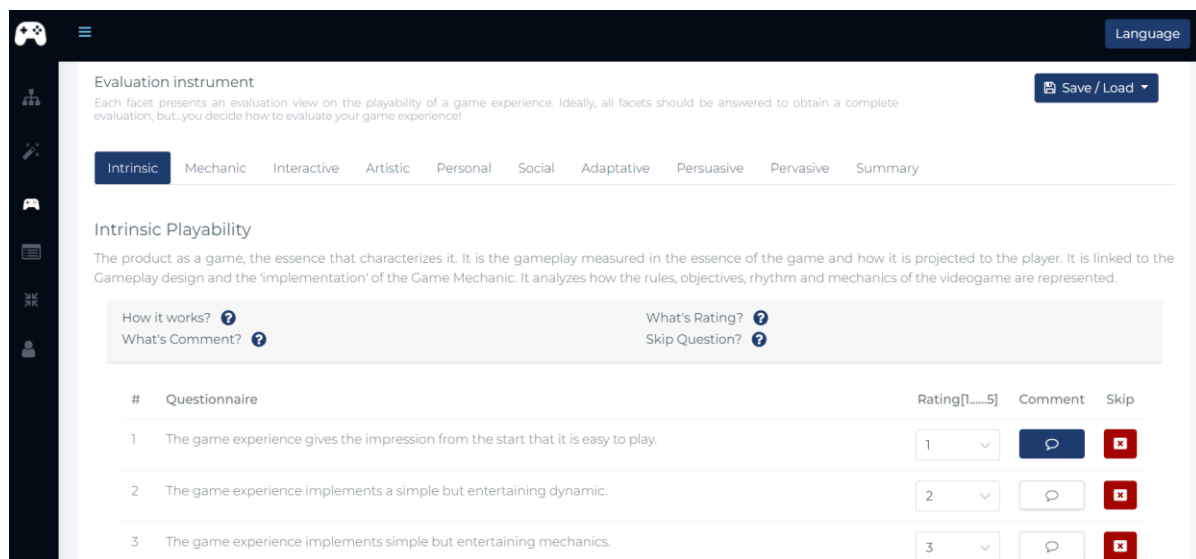 Language
Evaluation instrument
Save / Load
Each facet presents an evaluation view on the playability of a game experience. Ideally, all facets should be answered to obtain a complete
evaluation, but...you decide how to evaluate your game experience!
Intrinsic Mechanic Interactive Artistic Personal Social Adaptative Persuasive Pervasive Summary
Intrinsic Playability
The product as a game, the essence that characterizes it. It is the gameplay measured in the essence of the game and how it is projected to the player. It is linked to the
Gameplay design and the 'implementation' of the Game Mechanic. It analyzes how the rules, objectives, rhythm and mechanics of the videogame are represented.
How it works? ? What's Rating? ?
What's Comment? ? Skip Question? ?
# Questionnaire Rating[1......5] Comment Skip
1 The game experience gives the impression from the start that it is easy to play. 1
2 The game experience implements a simple but entertaining dynamic. 2
3 The game experience implements simple but entertaining mechanics. 3